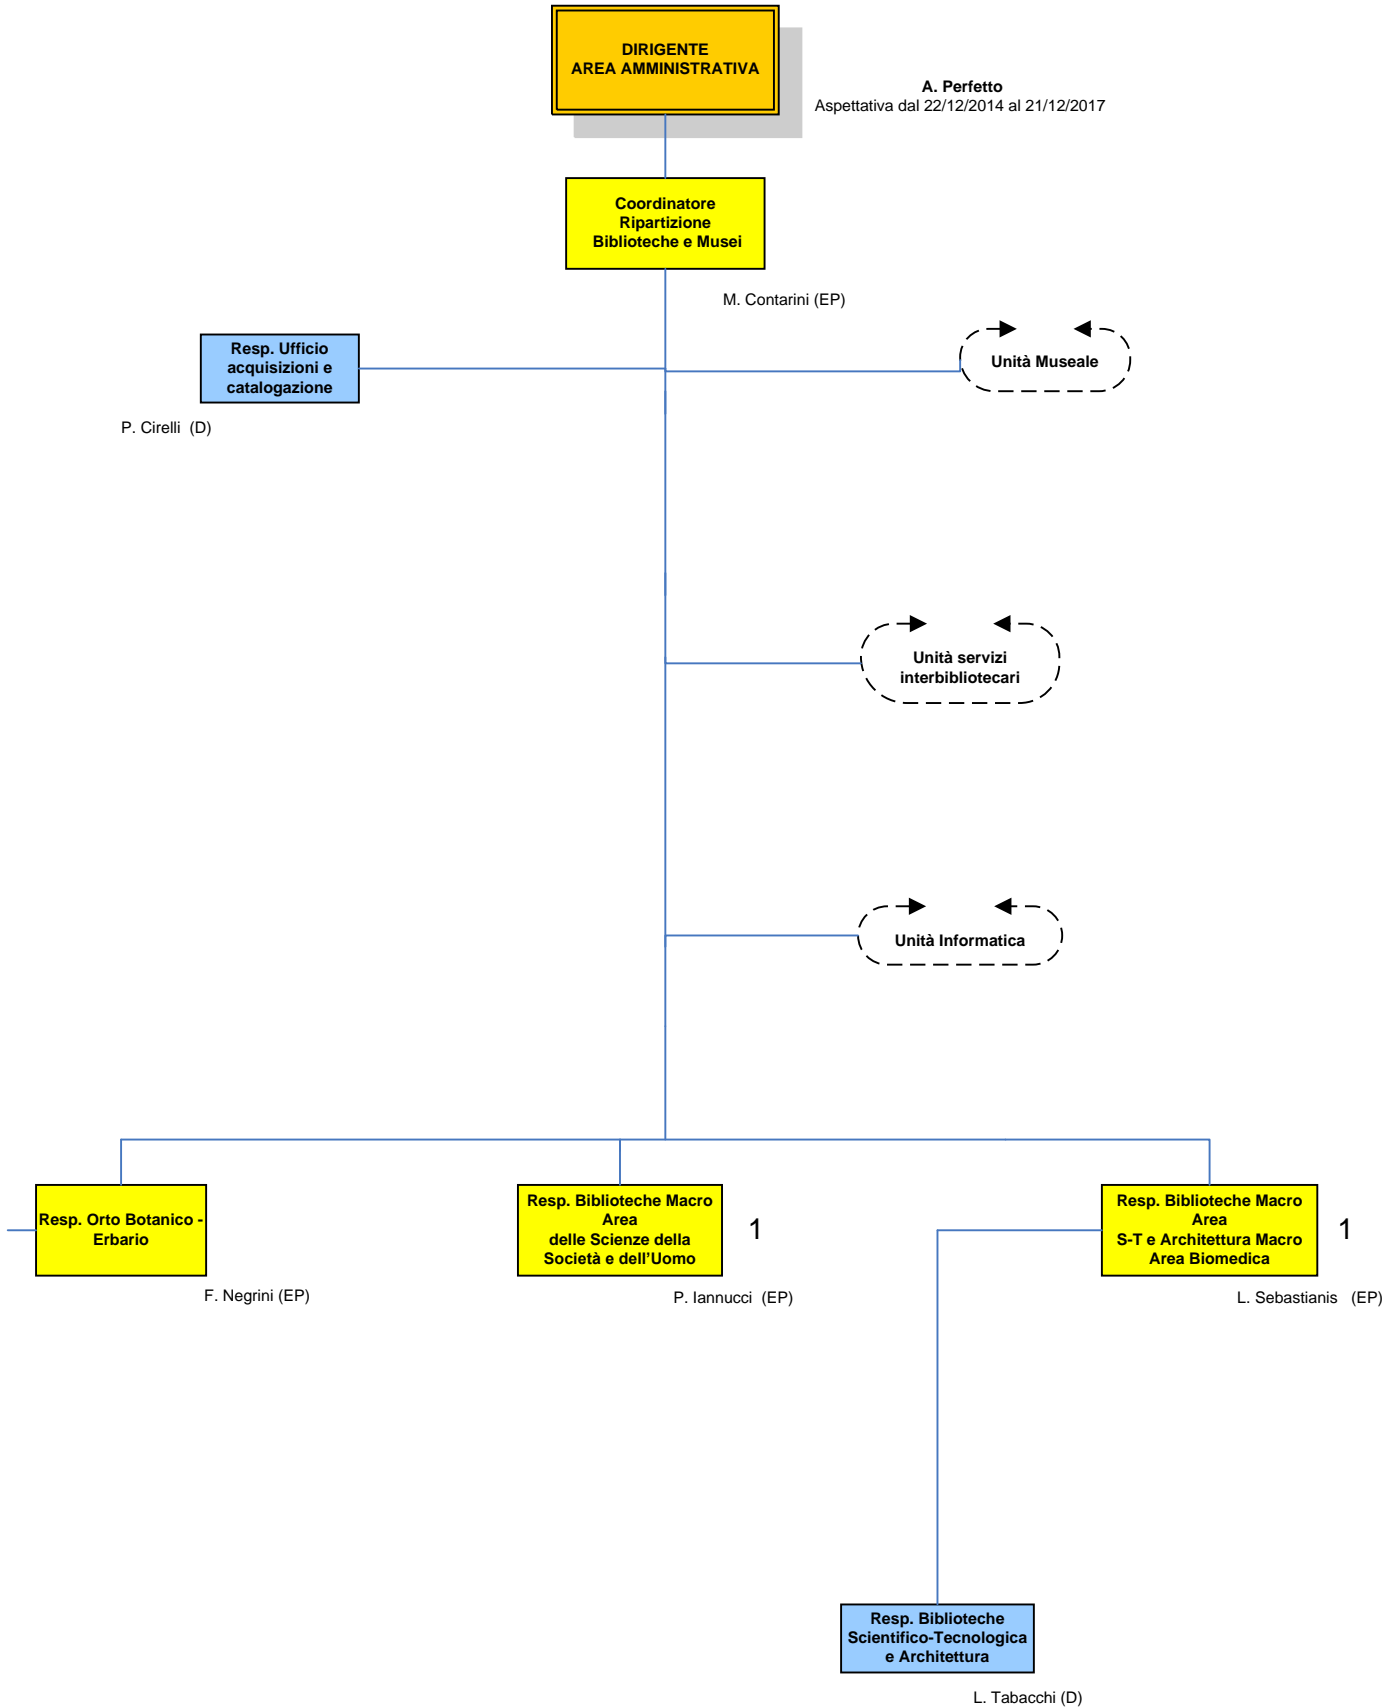 DIRIGENTE
AREA AMMINISTRATIVA
A. Perfetto
Aspettativa dal 22/12/2014 al 21/12/2017
Coordinatore
Ripartizione
Biblioteche e Musei
M. Contarini (EP)
Resp. Ufficio
acquisizioni e
catalogazione
P. Cirelli (D)
Unità Museale
Unità servizi
interbibliotecari
Unità Informatica
Resp. Orto Botanico -
Erbario
F. Negrini (EP)
Resp. Biblioteche Macro
Area
delle Scienze della
Società e dell'Uomo
1
P. Iannucci (EP)
Resp. Biblioteche Macro
Area
S-T e Architettura Macro
Area Biomedica
1
L. Sebastianis (EP)
Resp. Biblioteche
Scientifico-Tecnologica
e Architettura
L. Tabacchi (D)